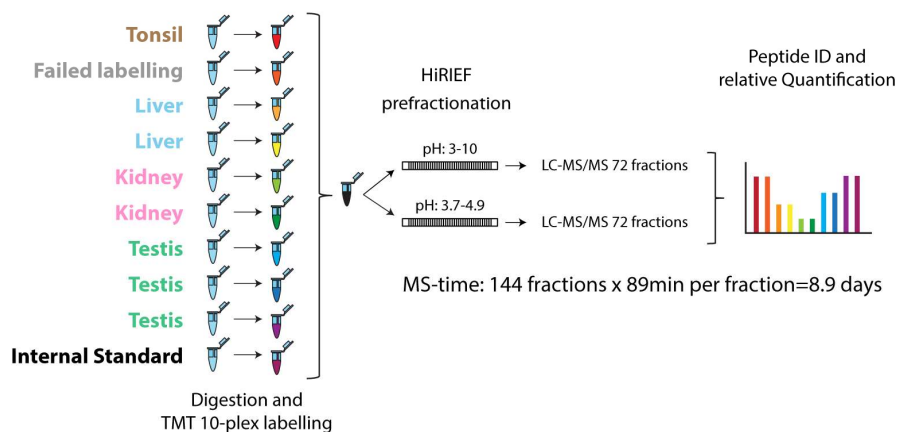 Tonsil
Failed labelling
Liver
Liver
Kidney
Kidney
Testis
Testis
Testis
Internal Standard
Digestion and
TMT 10-plex labelling
HiRIEF
prefractionation
pH: 3-10
LC-MS/MS 72 fractions
pH: 3.7-4.9
LC-MS/MS 72 fractions
Peptide ID and
relative Quantification
MS-time: 144 fractions x 89min per fraction=8.9 days